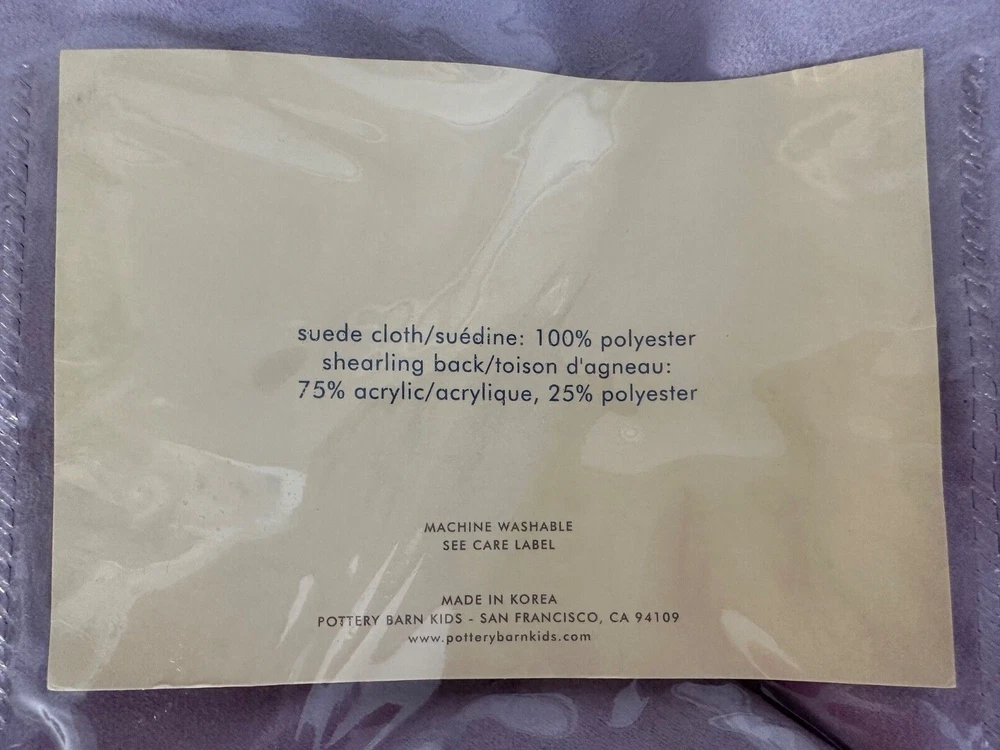 suede cloth/suédine: 100% polyester
shearling back/toison d'agneau:
75% acrylic/acrylique, 25% polyester
MACHINE WASHABLE
SEE CARE LABEL
MADE IN KOREA
POTTERY BARN KIDS - SAN FRANCISCO, CA 94109
www.potterybarnkids.com